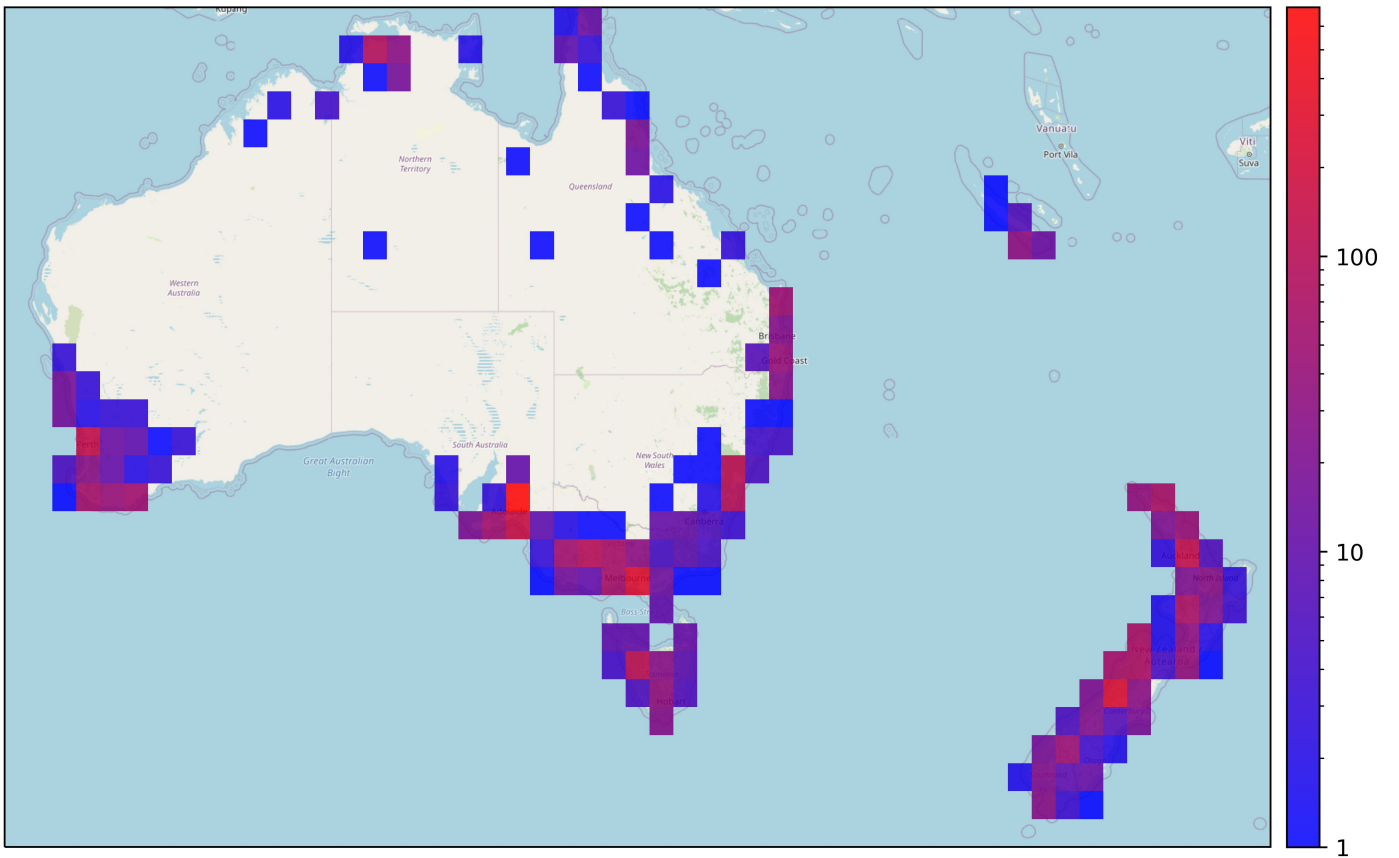 Kupang
Vanuatu
Port Vila
Viti
Suva
Northern
Territory
Queensland
Western
Australia
Brisbane
Gold Coast
South Australia
New South
Wales
Perth
Great Australian
Bight
Canberra
Melbourne
Bass Str
Hobart
Auckland
North Island
New Zealand /
Aotearoa
100
10
1